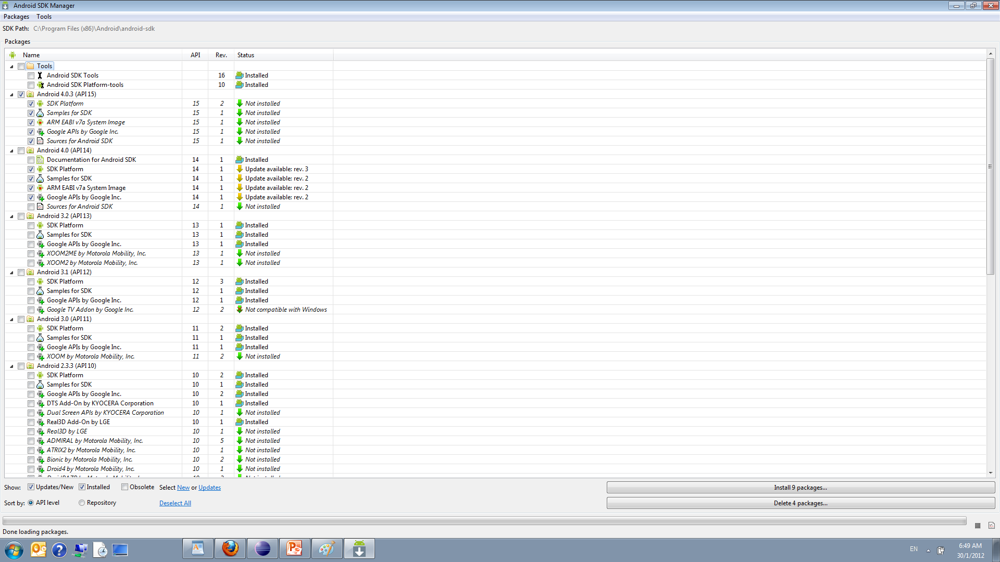 Android SDK Manager
Packages Tools
SDK Path: C:\Program Files (x86)\Android\android-sdk
Packages
Name API Rev. Status
Tools
Android SDK Tools 16 Installed
Android SDK Platform-tools 10 Installed
Android 4.0.3 (API 15)
SDK Platform 15 2 Not installed
Samples for SDK 15 1 Not installed
ARM EABI v7a System Image 15 1 Not installed
Google APIs by Google Inc. 15 1 Not installed
Sources for Android SDK 15 1 Not installed
Android 4.0 (API 14)
Documentation for Android SDK 14 1 Installed
SDK Platform 14 1 Update available: rev. 3
Samples for SDK 14 1 Update available: rev. 2
ARM EABI v7a System Image 14 1 Update available: rev. 2
Google APIs by Google Inc. 14 1 Update available: rev. 2
Sources for Android SDK 14 1 Not installed
Android 3.2 (API 13)
SDK Platform 13 1 Installed
Samples for SDK 13 1 Installed
Google APIs by Google Inc. 13 1 Installed
XOOM2ME by Motorola Mobility, Inc. 13 1 Not installed
XOOM2 by Motorola Mobility, Inc. 13 1 Not installed
Android 3.1 (API 12)
SDK Platform 12 3 Installed
Samples for SDK 12 1 Installed
Google APIs by Google Inc. 12 1 Installed
Google TV Addon by Google Inc. 12 2 Not compatible with Windows
Android 3.0 (API 11)
SDK Platform 11 2 Installed
Samples for SDK 11 1 Installed
Google APIs by Google Inc. 11 1 Installed
XOOM by Motorola Mobility, Inc. 11 2 Not installed
Android 2.3.3 (API 10)
SDK Platform 10 2 Installed
Samples for SDK 10 1 Installed
Google APIs by Google Inc. 10 2 Installed
DTS Add-On by KYOCERA Corporation 10 1 Installed
Dual Screen APIs by KYOCERA Corporation 10 1 Not installed
Real3D Add-On by LGE 10 1 Installed
Real3D by LGE 10 1 Not installed
ADMIRAL by Motorola Mobility, Inc. 10 5 Not installed
ATRIX2 by Motorola Mobility, Inc. 10 1 Not installed
Bionic by Motorola Mobility, Inc. 10 2 Not installed
Droid4 by Motorola Mobility, Inc. 10 1 Not installed
Show: Updates/New Installed Obsolete Select New or Updates Install 9 packages...
Sort by: API level Repository Deselect All Delete 4 packages...
Done loading packages.
EN 6:49 AM
30/1/2012